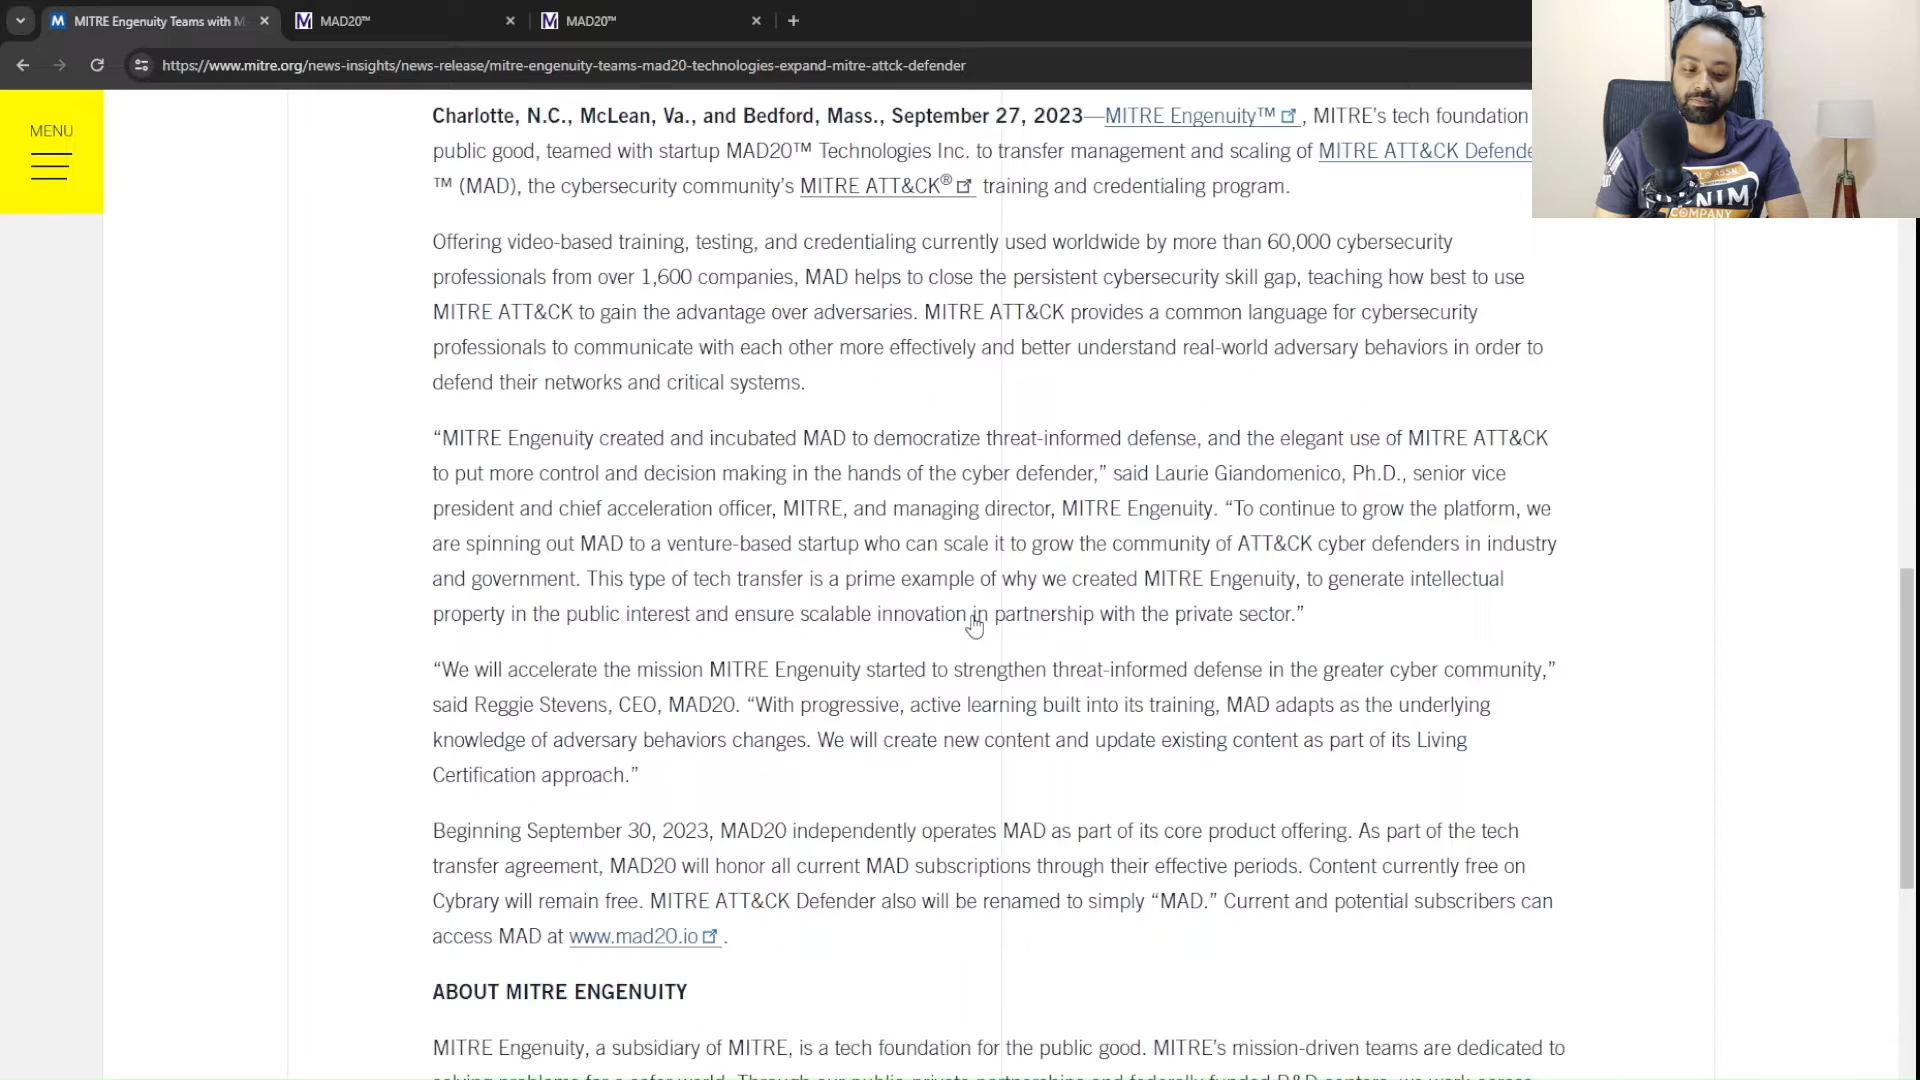 MITRE Engenuity Teams with M
MAD20™
MAD20™
https://www.mitre.org/news-insights/news-release/mitre-engenuity-teams-mad20-technologies-expand-mitre-attck-defender
MENU
Charlotte, N.C., McLean, Va., and Bedford, Mass., September 27, 2023—MITRE Engenuity™, MITRE’s tech foundation
public good, teamed with startup MAD20™ Technologies Inc. to transfer management and scaling of MITRE ATT&CK Defende
™ (MAD), the cybersecurity community’s MITRE ATT&CK® training and credentialing program.
Offering video-based training, testing, and credentialing currently used worldwide by more than 60,000 cybersecurity
professionals from over 1,600 companies, MAD helps to close the persistent cybersecurity skill gap, teaching how best to use
MITRE ATT&CK to gain the advantage over adversaries. MITRE ATT&CK provides a common language for cybersecurity
professionals to communicate with each other more effectively and better understand real-world adversary behaviors in order to
defend their networks and critical systems.
“MITRE Engenuity created and incubated MAD to democratize threat-informed defense, and the elegant use of MITRE ATT&CK
to put more control and decision making in the hands of the cyber defender,” said Laurie Giandomenico, Ph.D., senior vice
president and chief acceleration officer, MITRE, and managing director, MITRE Engenuity. “To continue to grow the platform, we
are spinning out MAD to a venture-based startup who can scale it to grow the community of ATT&CK cyber defenders in industry
and government. This type of tech transfer is a prime example of why we created MITRE Engenuity, to generate intellectual
property in the public interest and ensure scalable innovation in partnership with the private sector.”
“We will accelerate the mission MITRE Engenuity started to strengthen threat-informed defense in the greater cyber community,”
said Reggie Stevens, CEO, MAD20. “With progressive, active learning built into its training, MAD adapts as the underlying
knowledge of adversary behaviors changes. We will create new content and update existing content as part of its Living
Certification approach.”
Beginning September 30, 2023, MAD20 independently operates MAD as part of its core product offering. As part of the tech
transfer agreement, MAD20 will honor all current MAD subscriptions through their effective periods. Content currently free on
Cybrary will remain free. MITRE ATT&CK Defender also will be renamed to simply “MAD.” Current and potential subscribers can
access MAD at www.mad20.io.
ABOUT MITRE ENGENUITY
MITRE Engenuity, a subsidiary of MITRE, is a tech foundation for the public good. MITRE’s mission-driven teams are dedicated to
solving problems for a safer world. Through our public-private partnerships and federally funded R&D centers, we work across
COMPANY